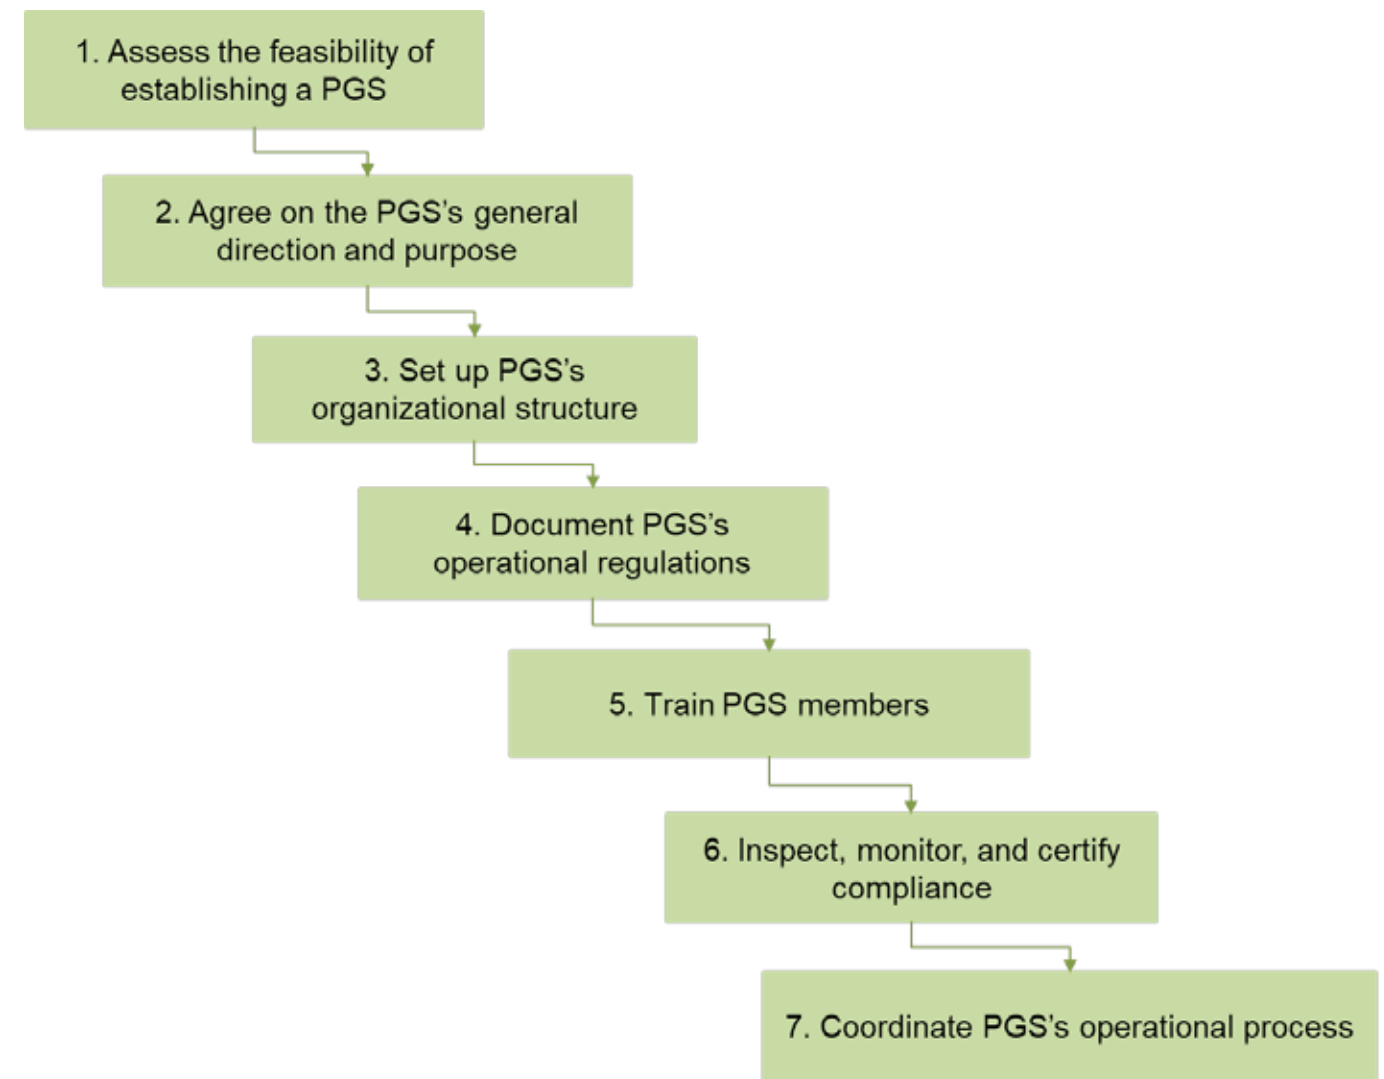 1. Assess the feasibility of
establishing a PGS
2. Agree on the PGS’s general
direction and purpose
3. Set up PGS’s
organizational structure
4. Document PGS’s
operational regulations
5. Train PGS members
6. Inspect, monitor, and certify
compliance
7. Coordinate PGS’s operational process